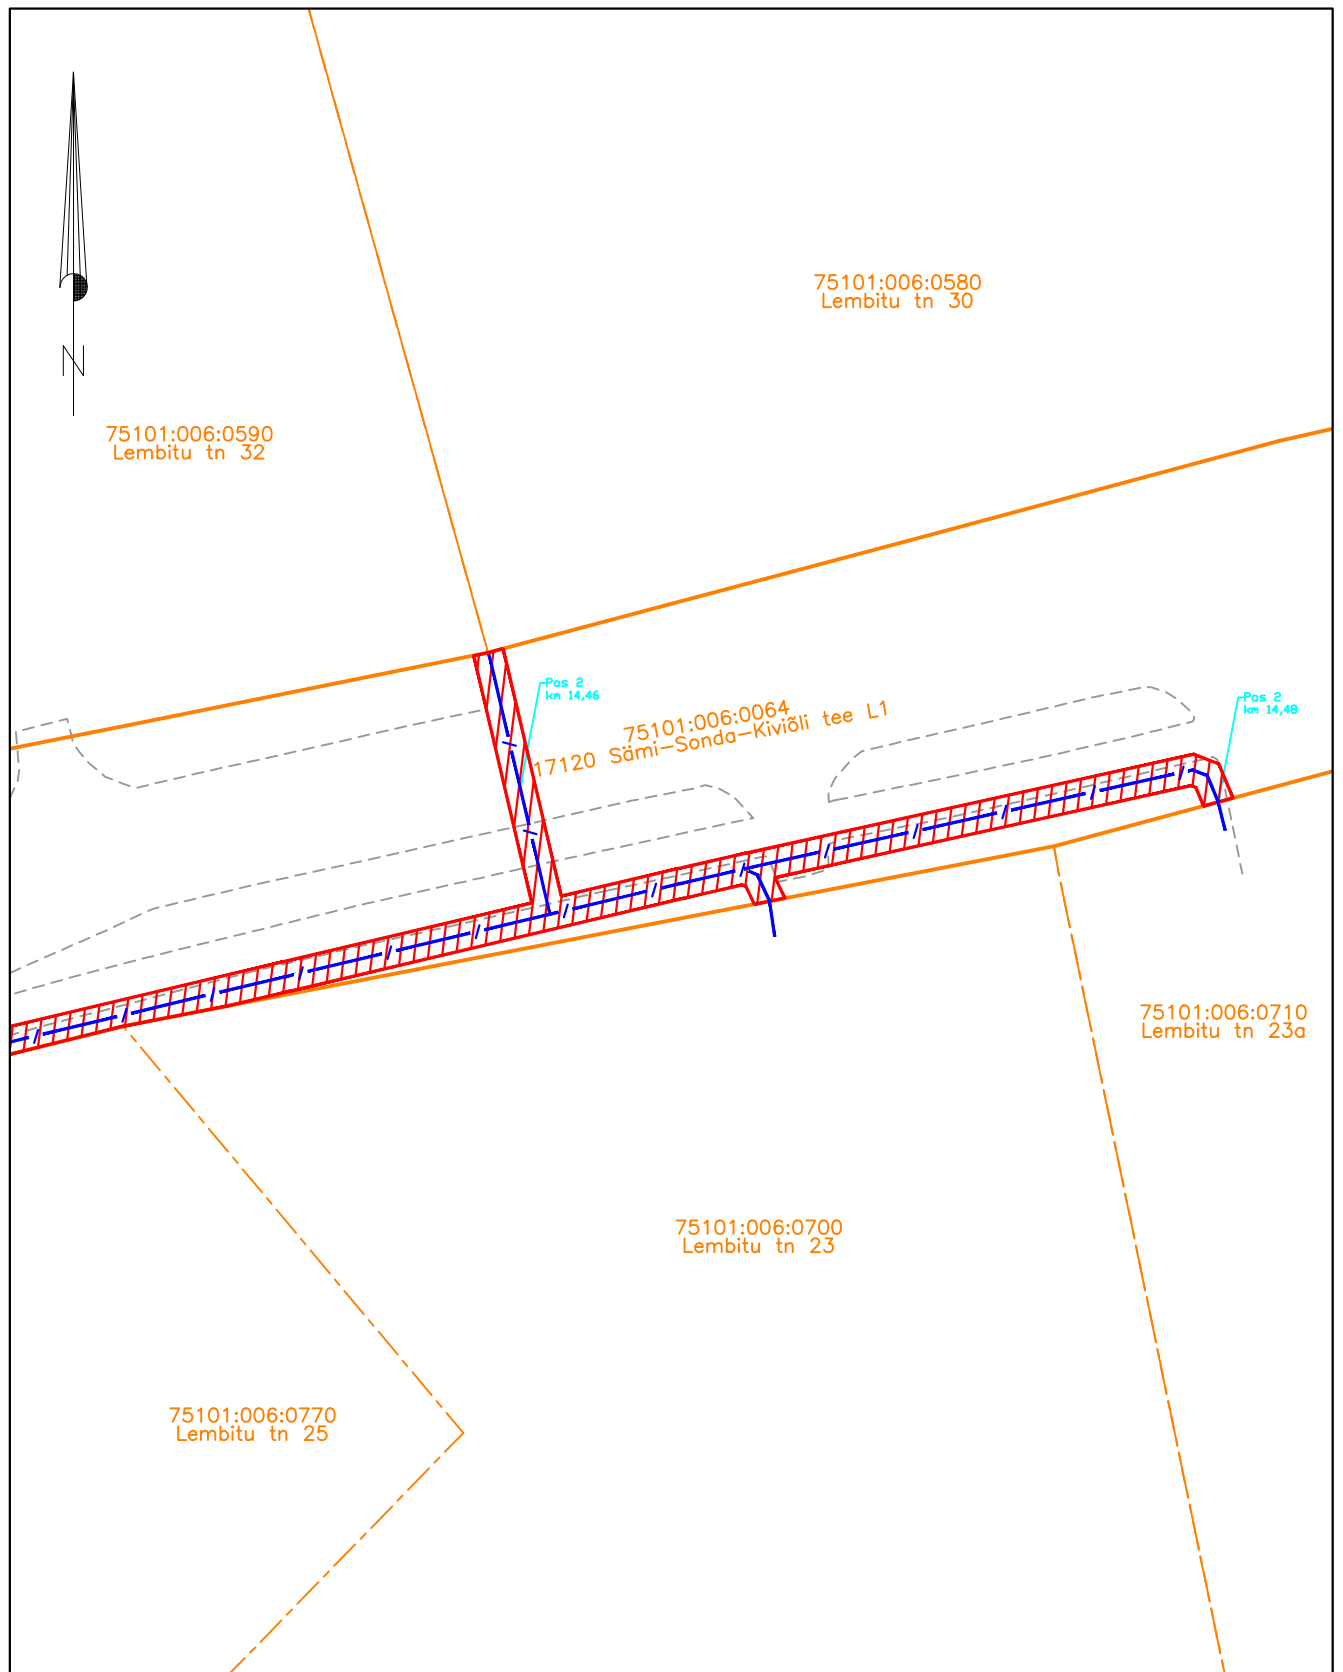 75101:006:0580
Lembitu tn 30
N
75101:006:0590
Lembitu tn 32
Pos 2
km 14,46
75101:006:0064
17120 Sämi-Sonda-Kiviõli tee L1
Pos 2
km 14,48
75101:006:0710
Lembitu tn 23a
75101:006:0700
Lembitu tn 23
75101:006:0770
Lembitu tn 25